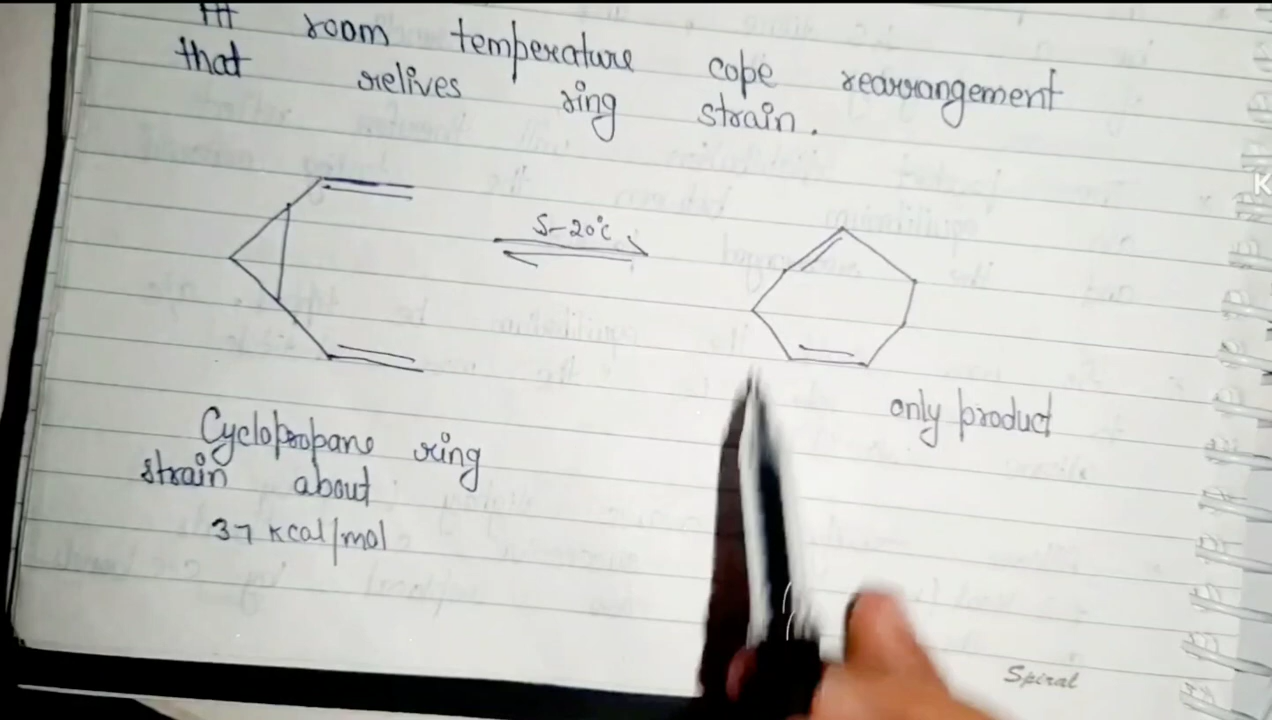 At room temperature cope rearrangement
that relives ring strain.
5-20°C
only product
Cyclopropane ring
strain about
37 Kcal/mol
Spiral
K